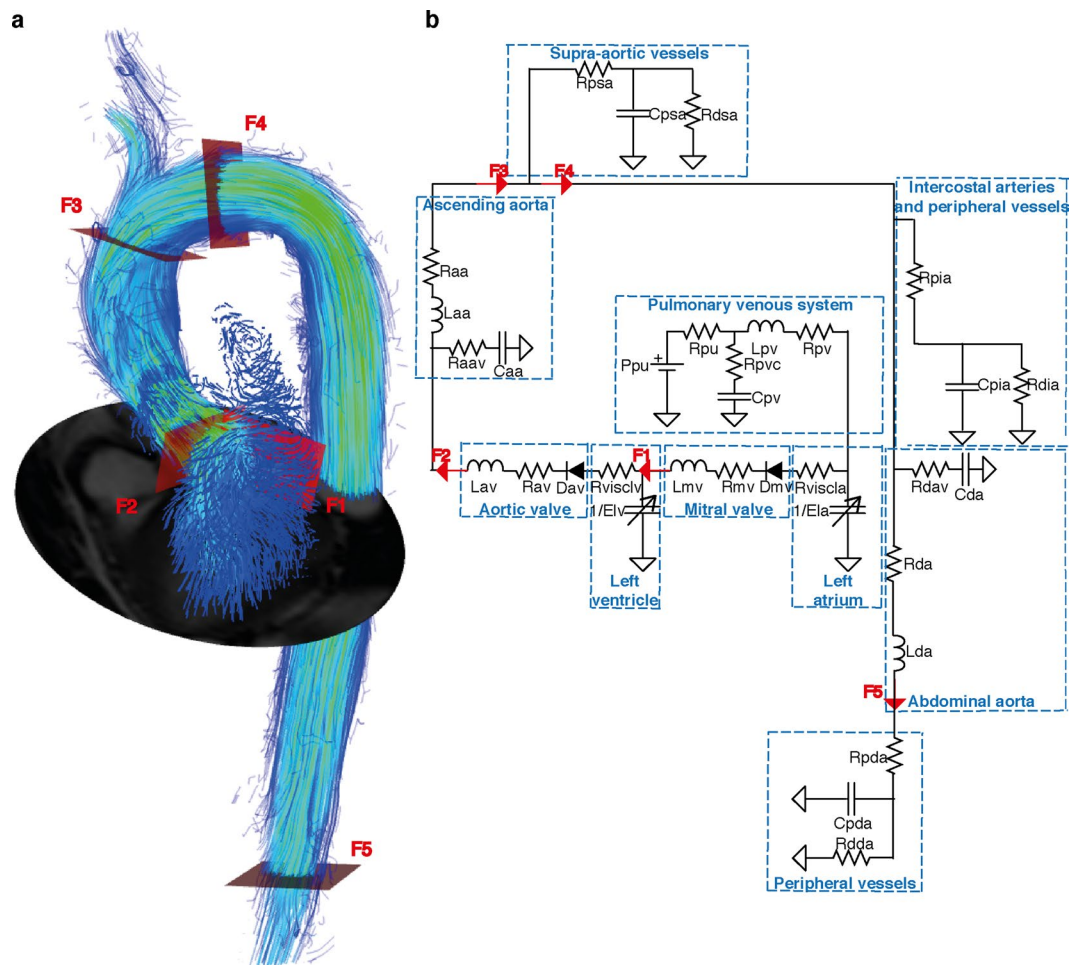 a
F4
F3
F2
F1
F5
b
Supra-aortic vessels
Rpsa
Cpsa
Rdsa
F3
F4
Ascending aorta
Raa
Laa
Raav
Caa
Intercostal arteries
and peripheral vessels
Rpia
Cpia
Rdia
Pulmonary venous system
Ppu
+
Rpu
Lpv
Rpv
Rpvc
Cpv
F2
Lav
Rav
Dav
Aortic valve
Rvisclv
1/Elv
Left
ventricle
F1
Lmv
Rmv
Dmv
Mitral valve
Rviscla
1/Ela
Left
atrium
Rdav
Cda
Rda
Lda
F5
Abdominal aorta
Rpda
Cpda
Rdda
Peripheral vessels